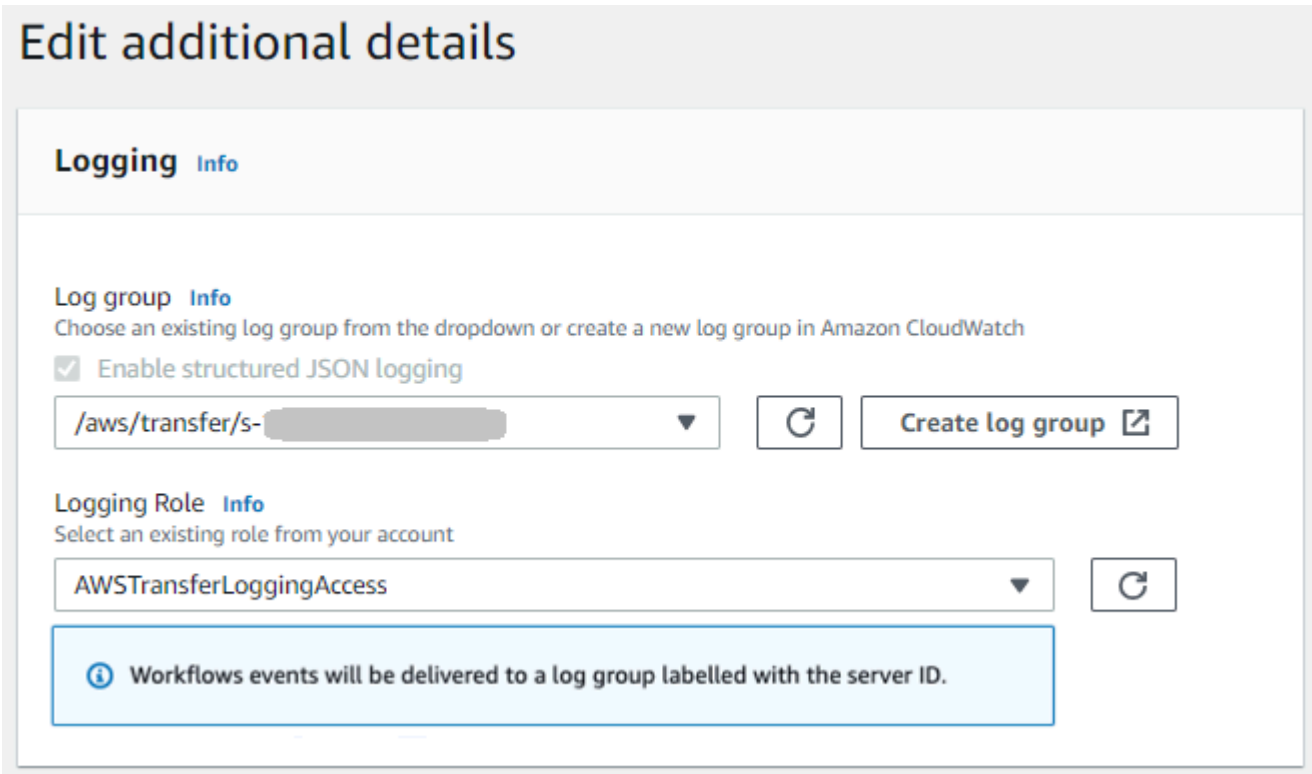 Edit additional details
Logging Info
Log group Info
Choose an existing log group from the dropdown or create a new log group in Amazon CloudWatch
Enable structured JSON logging
/aws/transfer/s-
Create log group
Logging Role Info
Select an existing role from your account
AWSTransferLoggingAccess
Workflows events will be delivered to a log group labelled with the server ID.